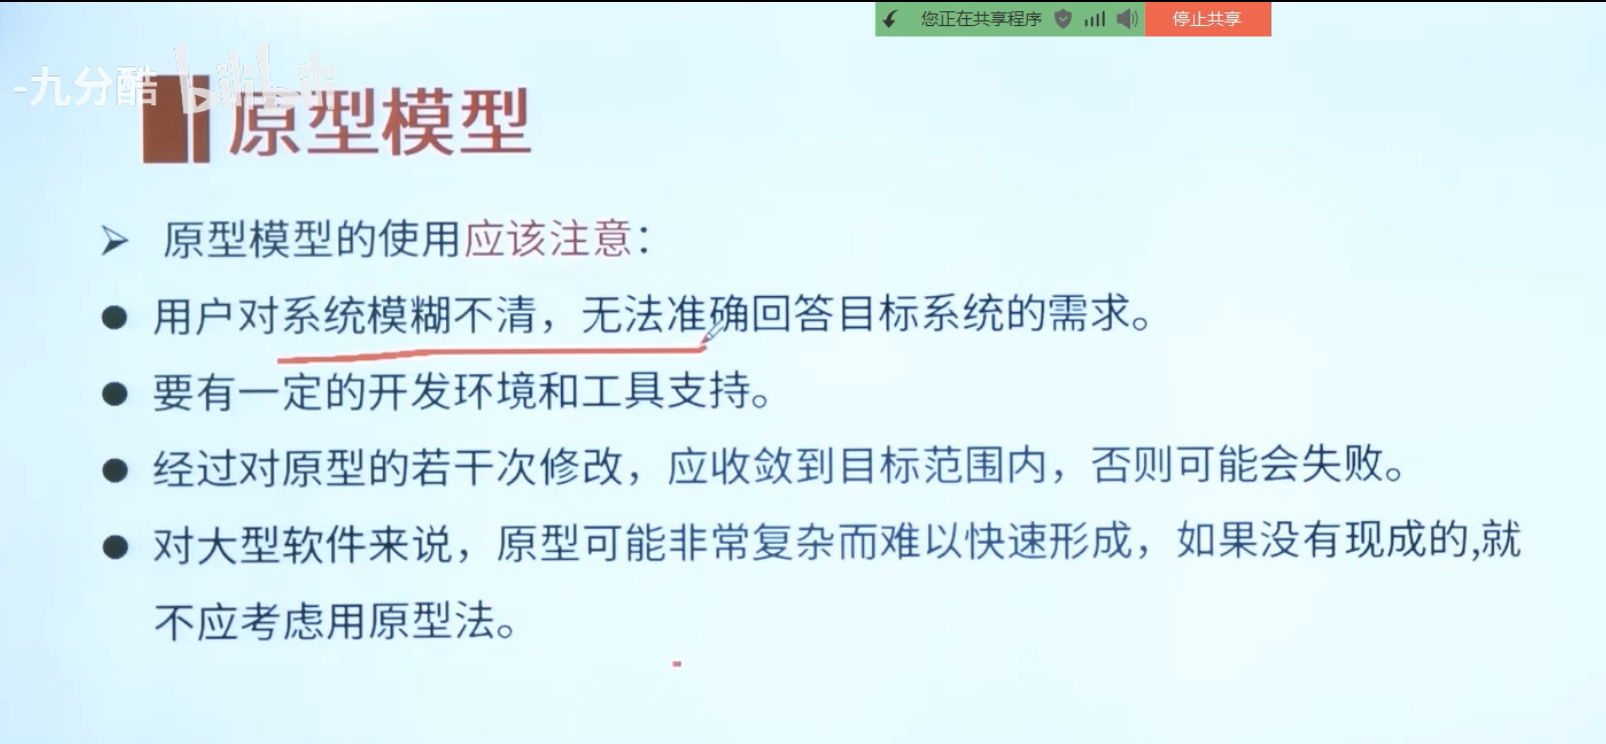 您正在共享程序 停止共享
-九分酷 bilibili
原型模型
原型模型的使用应该注意：
用户对系统模糊不清，无法准确回答目标系统的需求。
要有一定的开发环境和工具支持。
经过对原型的若干次修改，应收敛到目标范围内，否则可能会失败。
对大型软件来说，原型可能非常复杂而难以快速形成，如果没有现成的,就
不应考虑用原型法。